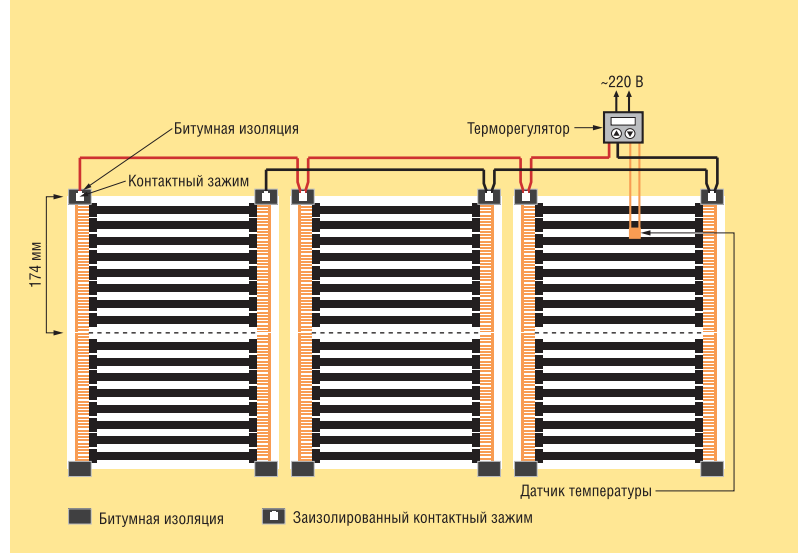 ~220 В
Битумная изоляция
Терморегулятор
Контактный зажим
174 мм
Датчик температуры
Битумная изоляция
Заизолированный контактный зажим